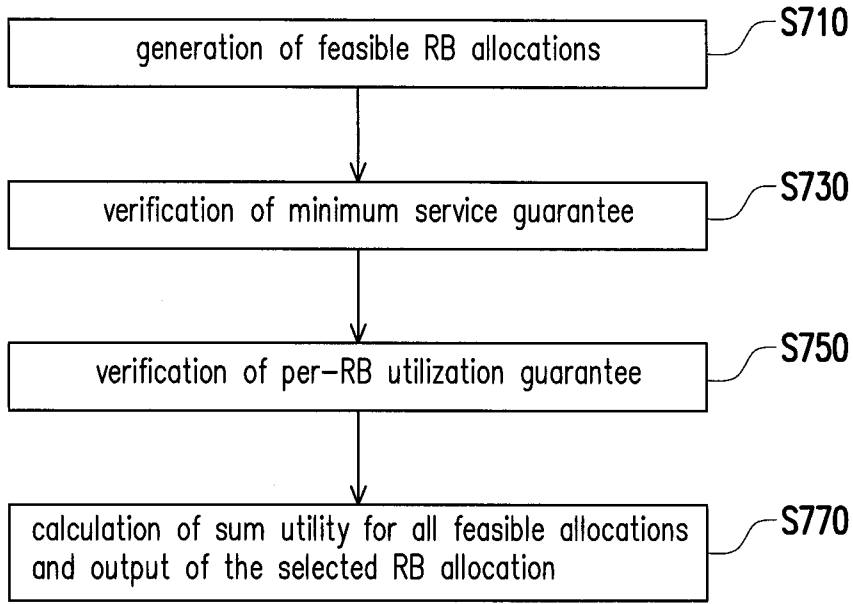 generation of feasible RB allocations
S710
verification of minimum service guarantee
S730
verification of per-RB utilization guarantee
S750
calculation of sum utility for all feasible allocations
and output of the selected RB allocation
S770